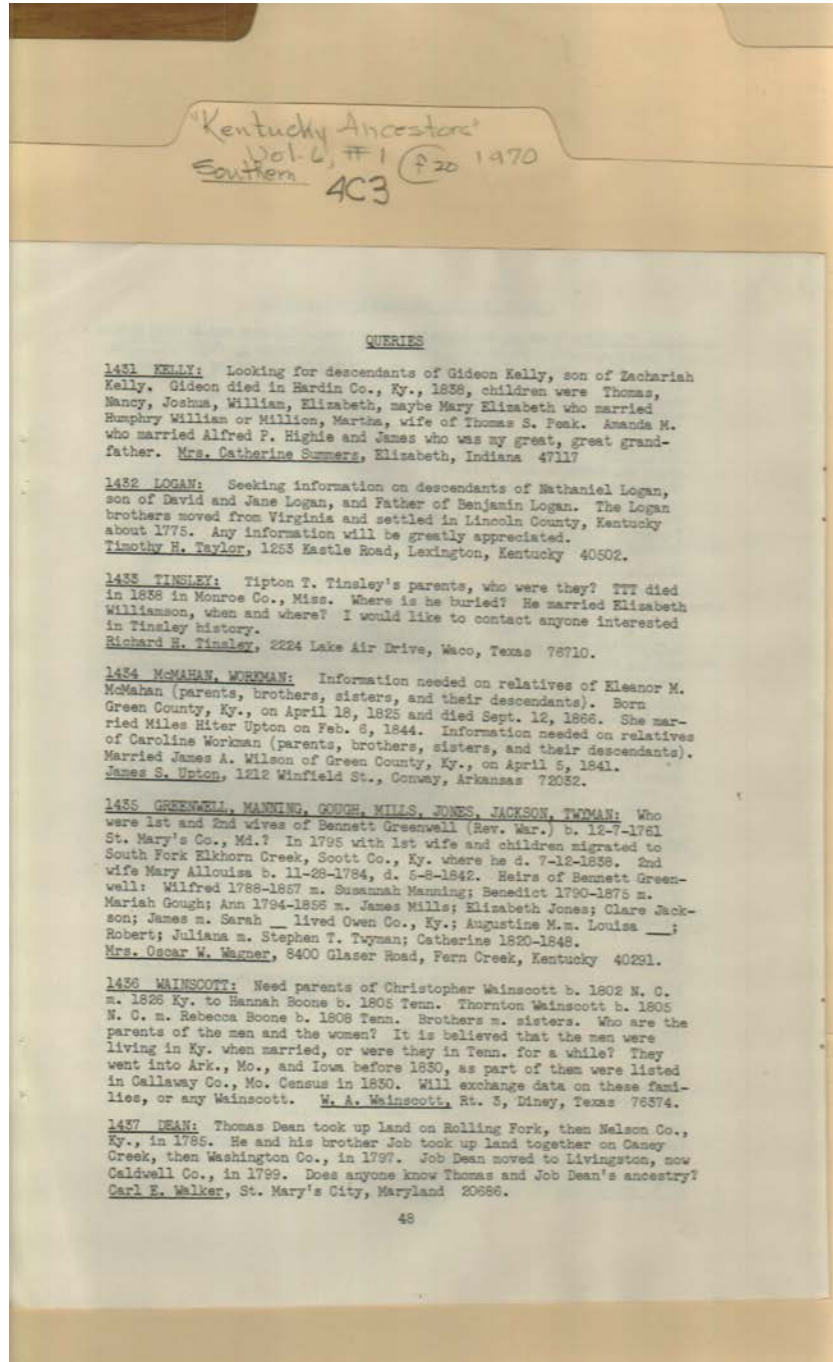 "Kentucky Ancestors"
Vol. 6, #1 P 20 1970
Southern
4C3
QUERIES
1431 KELLY: Looking for descendants of Gideon Kelly, son of Zachariah
Kelly. Gideon died in Hardin Co., Ky., 1838, children were Thomas,
Nancy, Joshua, William, Elizabeth, maybe Mary Elizabeth who married
Humphry William or Million, Martha, wife of Thomas S. Peak. Amanda M.
who married Alfred P. Highie and James who was my great, great grand-
father. Mrs. Catherine Summers, Elizabeth, Indiana 47117
1432 LOGAN: Seeking information on descendants of Nathaniel Logan,
son of David and Jane Logan, and Father of Benjamin Logan. The Logan
brothers moved from Virginia and settled in Lincoln County, Kentucky
about 1775. Any information will be greatly appreciated.
Timothy H. Taylor, 1253 Eastle Road, Lexington, Kentucky 40502.
1433 TINSLEY: Tipton T. Tinsley's parents, who were they? TTT died
in 1838 in Monroe Co., Miss. Where is he buried? He married Elizabeth
Williamson, when and where? I would like to contact anyone interested
in Tinsley history.
Richard H. Tinsley, 2224 Lake Air Drive, Waco, Texas 76710.
1434 McMAHAN, WORKMAN: Information needed on relatives of Eleanor M.
McMahan (parents, brothers, sisters, and their descendants). Born
Green County, Ky., on April 18, 1825 and died Sept. 12, 1866. She mar-
ried Miles Hiter Upton on Feb. 6, 1844. Information needed on relatives
of Caroline Workman (parents, brothers, sisters, and their descendants).
Married James A. Wilson of Green County, Ky., on April 5, 1841.
James S. Upton, 1212 Winfield St., Conway, Arkansas 72032.
1435 GREENWELL, MANNING, GOUGH, MILLS, JONES, JACKSON, TWYMAN: Who
were 1st and 2nd wives of Bennett Greenwell (Rev. War.) b. 12-7-1761
St. Mary's Co., Md.? In 1795 with 1st wife and children migrated to
South Fork Elkhorn Creek, Scott Co., Ky. where he d. 7-12-1838. 2nd
wife Mary Allouisa b. 11-28-1784, d. 5-8-1842. Heirs of Bennett Green-
well: Wilfred 1788-1857 m. Susannah Manning; Benedict 1790-1875 m.
Mariah Gough; Ann 1794-1856 m. James Mills; Elizabeth Jones; Clare Jack-
son; James m. Sarah __ lived Owen Co., Ky.; Augustine M.m. Louisa ___;
Robert; Juliana m. Stephen T. Twyman; Catherine 1820-1848.
Mrs. Oscar W. Wagner, 8400 Glaser Road, Fern Creek, Kentucky 40291.
1436 WAINSCOTT: Need parents of Christopher Wainscott b. 1802 N. C.
m. 1826 Ky. to Hannah Boone b. 1805 Tenn. Thornton Wainscott b. 1805
N. C. m. Rebecca Boone b. 1808 Tenn. Brothers m. sisters. Who are the
parents of the men and the women? It is believed that the men were
living in Ky. when married, or were they in Tenn. for a while? They
went into Ark., Mo., and Iowa before 1830, as part of them were listed
in Callaway Co., Mo. Census in 1830. Will exchange data on these fami-
lies, or any Wainscott. W. A. Wainscott, Rt. 3, Diney, Texas 76374.
1437 DEAN: Thomas Dean took up land on Rolling Fork, then Nelson Co.,
Ky., in 1785. He and his brother Job took up land together on Caney
Creek, then Washington Co., in 1797. Job Dean moved to Livingston, now
Caldwell Co., in 1799. Does anyone know Thomas and Job Dean's ancestry?
Carl E. Walker, St. Mary's City, Maryland 20686.
48